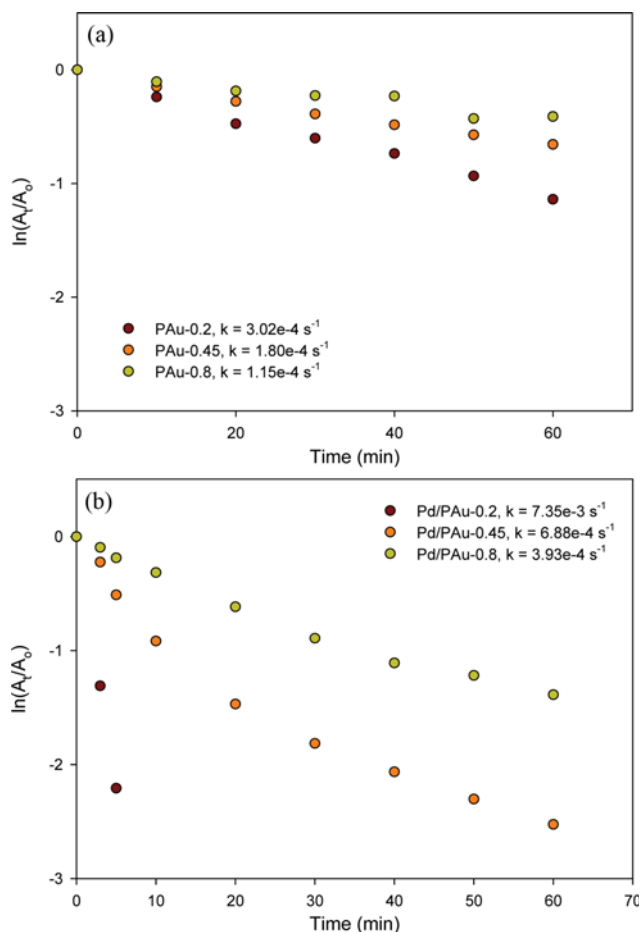 (a)
0
-1
-2
-3
ln(Aₜ/Aₒ)
PAu-0.2, k = 3.02e-4 s⁻¹
PAu-0.45, k = 1.80e-4 s⁻¹
PAu-0.8, k = 1.15e-4 s⁻¹
0 20 40 60
Time (min)
(b)
0
-1
-2
-3
ln(Aₜ/Aₒ)
Pd/PAu-0.2, k = 7.35e-3 s⁻¹
Pd/PAu-0.45, k = 6.88e-4 s⁻¹
Pd/PAu-0.8, k = 3.93e-4 s⁻¹
0 10 20 30 40 50 60 70
Time (min)